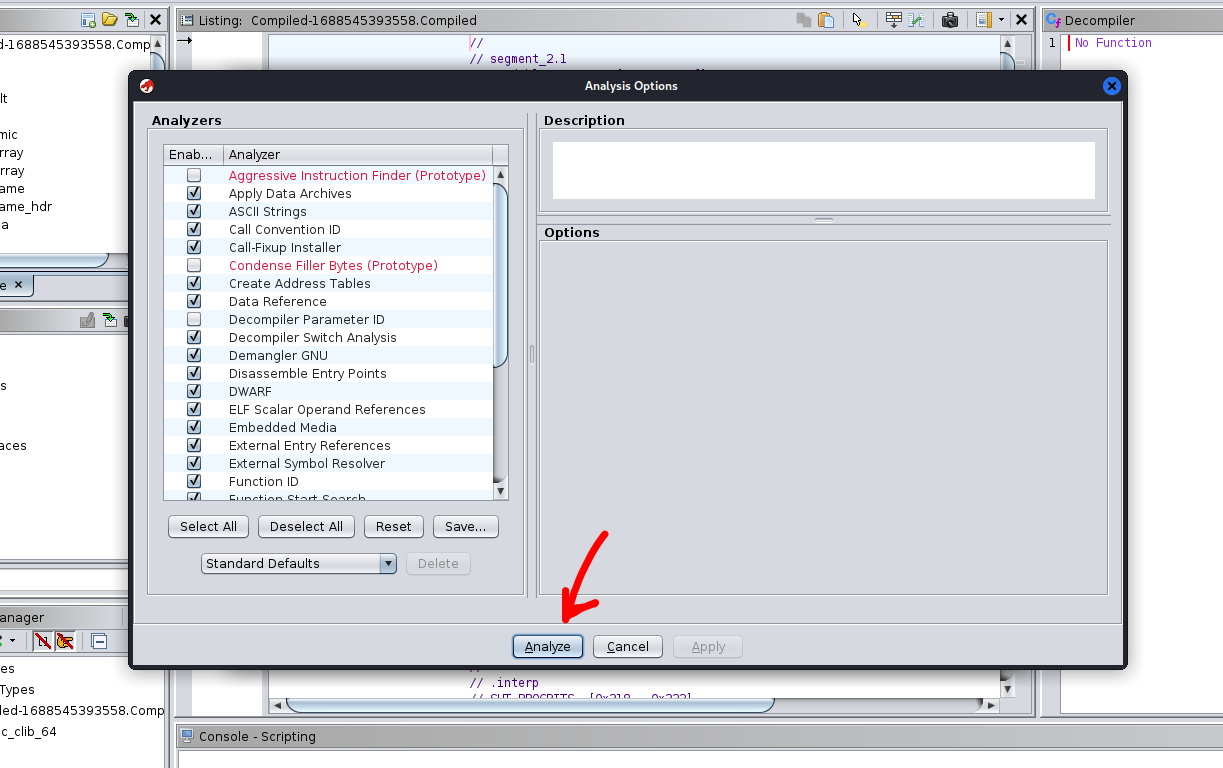 Listing: Compiled-1688545393558.Compiled
Decompiler
d-1688545393558.Comp
//
// segment_2.1
1 No Function
Analysis Options
Analyzers
Description
Enab... Analyzer
Aggressive Instruction Finder (Prototype)
Apply Data Archives
ASCII Strings
Call Convention ID
Call-Fixup Installer
Condense Filler Bytes (Prototype)
Create Address Tables
Data Reference
Decompiler Parameter ID
Decompiler Switch Analysis
Demangler GNU
Disassemble Entry Points
DWARF
ELF Scalar Operand References
Embedded Media
External Entry References
External Symbol Resolver
Function ID
Function Start Search
Options
Select All Deselect All Reset Save...
Standard Defaults Delete
Analyze Cancel Apply
lt
mic
rray
rray
ame
ame_hdr
a
e
s
aces
anager
es
Types
led-1688545393558.Comp
c_clib_64
// .interp
// SHT_PROGBITS [0x318 - 0x333]
Console - Scripting